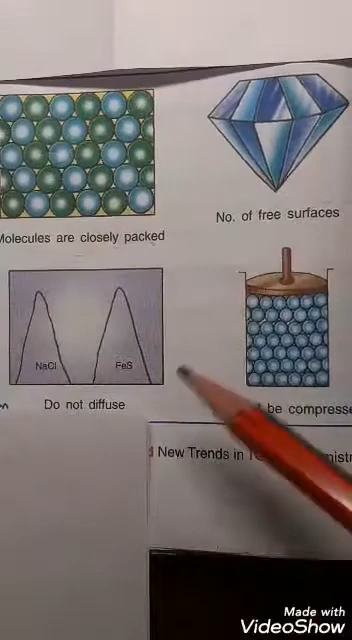 Molecules are closely packed
No. of free surfaces
NaCl
FeS
Do not diffuse
be compresse
New Trends in
Made with
VideoShow